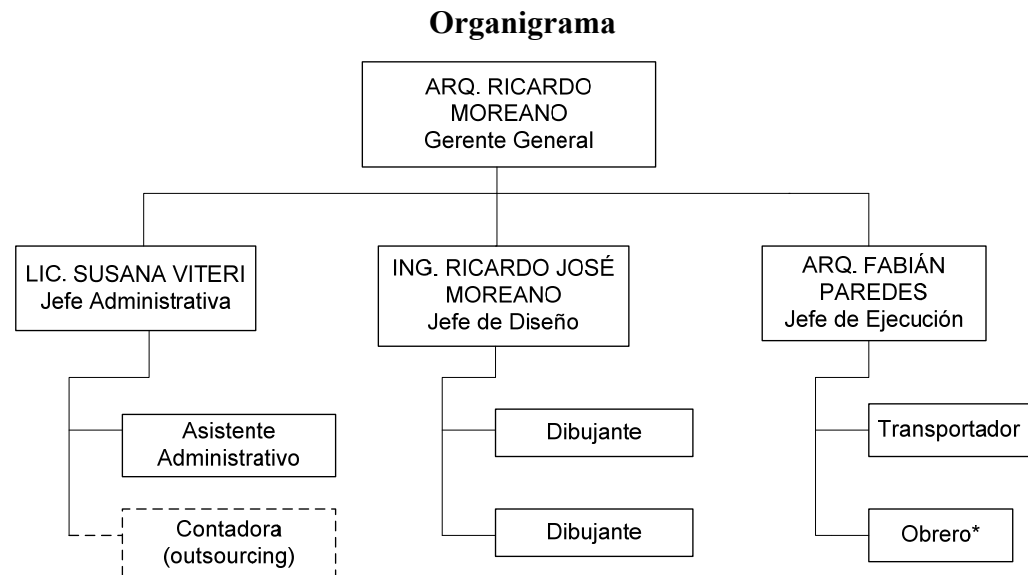 Organigrama
ARQ. RICARDO
MOREANO
Gerente General
LIC. SUSANA VITERI
Jefe Administrativa
ING. RICARDO JOSÉ
MOREANO
Jefe de Diseño
ARQ. FABIÁN
PAREDES
Jefe de Ejecución
Asistente
Administrativo
Contadora
(outsourcing)
Dibujante
Dibujante
Transportador
Obrero*